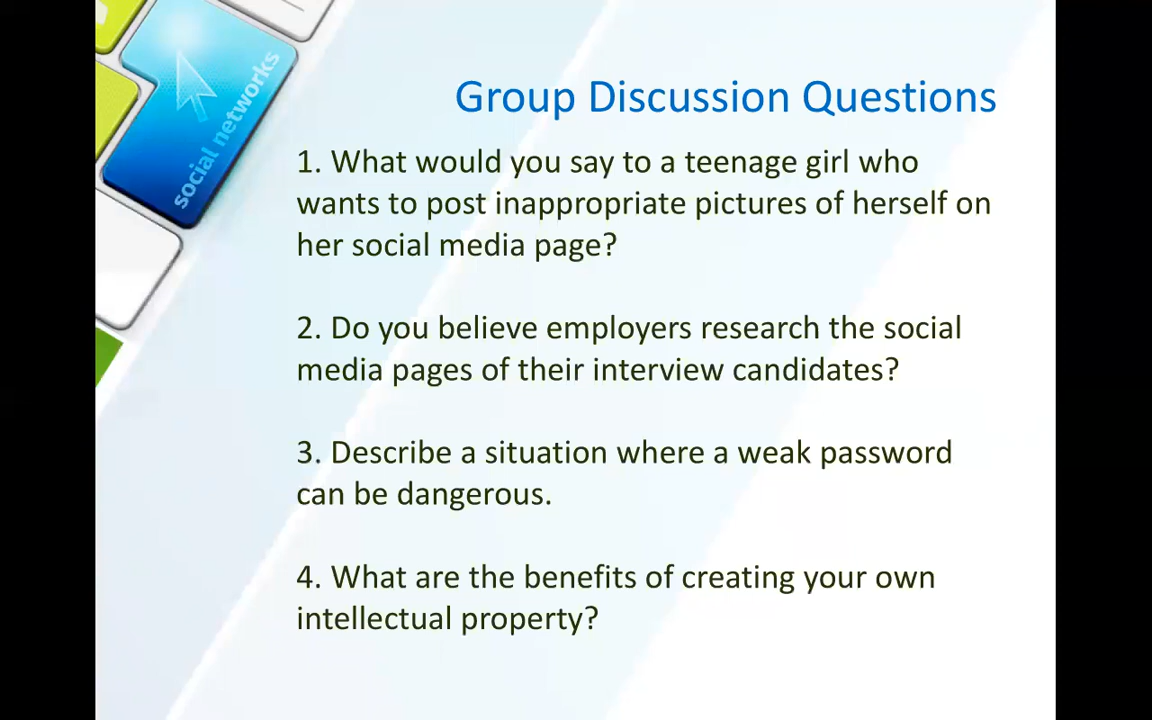 social networks
Group Discussion Questions
1. What would you say to a teenage girl who
wants to post inappropriate pictures of herself on
her social media page?
2. Do you believe employers research the social
media pages of their interview candidates?
3. Describe a situation where a weak password
can be dangerous.
4. What are the benefits of creating your own
intellectual property?